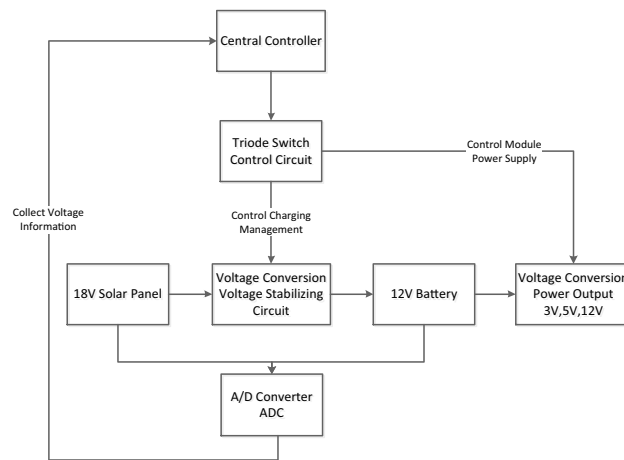 Central Controller
Triode Switch
Control Circuit
Control Module
Power Supply
Collect Voltage
Information
Control Charging
Management
18V Solar Panel
Voltage Conversion
Voltage Stabilizing
Circuit
12V Battery
Voltage Conversion
Power Output
3V,5V,12V
A/D Converter
ADC